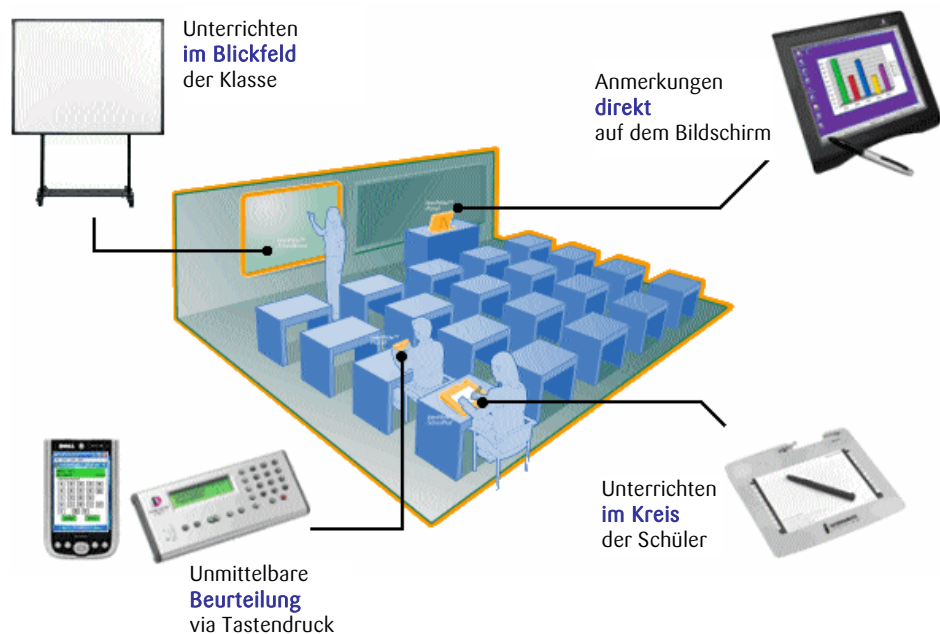 Unterrichten
im Blickfeld
der Klasse
Anmerkungen
direkt
auf dem Bildschirm
Unterrichten
im Kreis
der Schüler
DELL
Unmittelbare
Beurteilung
via Tastendruck